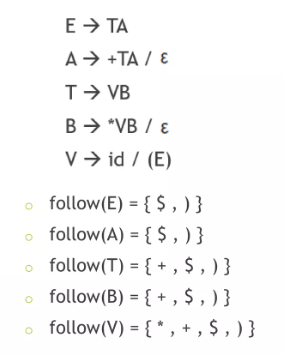 E → TA
A → +TA / ε
T → VB
B → *VB / ε
V → id / (E)
○ follow(E) = { $ , ) }
○ follow(A) = { $ , ) }
○ follow(T) = { + , $ , ) }
○ follow(B) = { + , $ , ) }
○ follow(V) = { * , + , $ , ) }